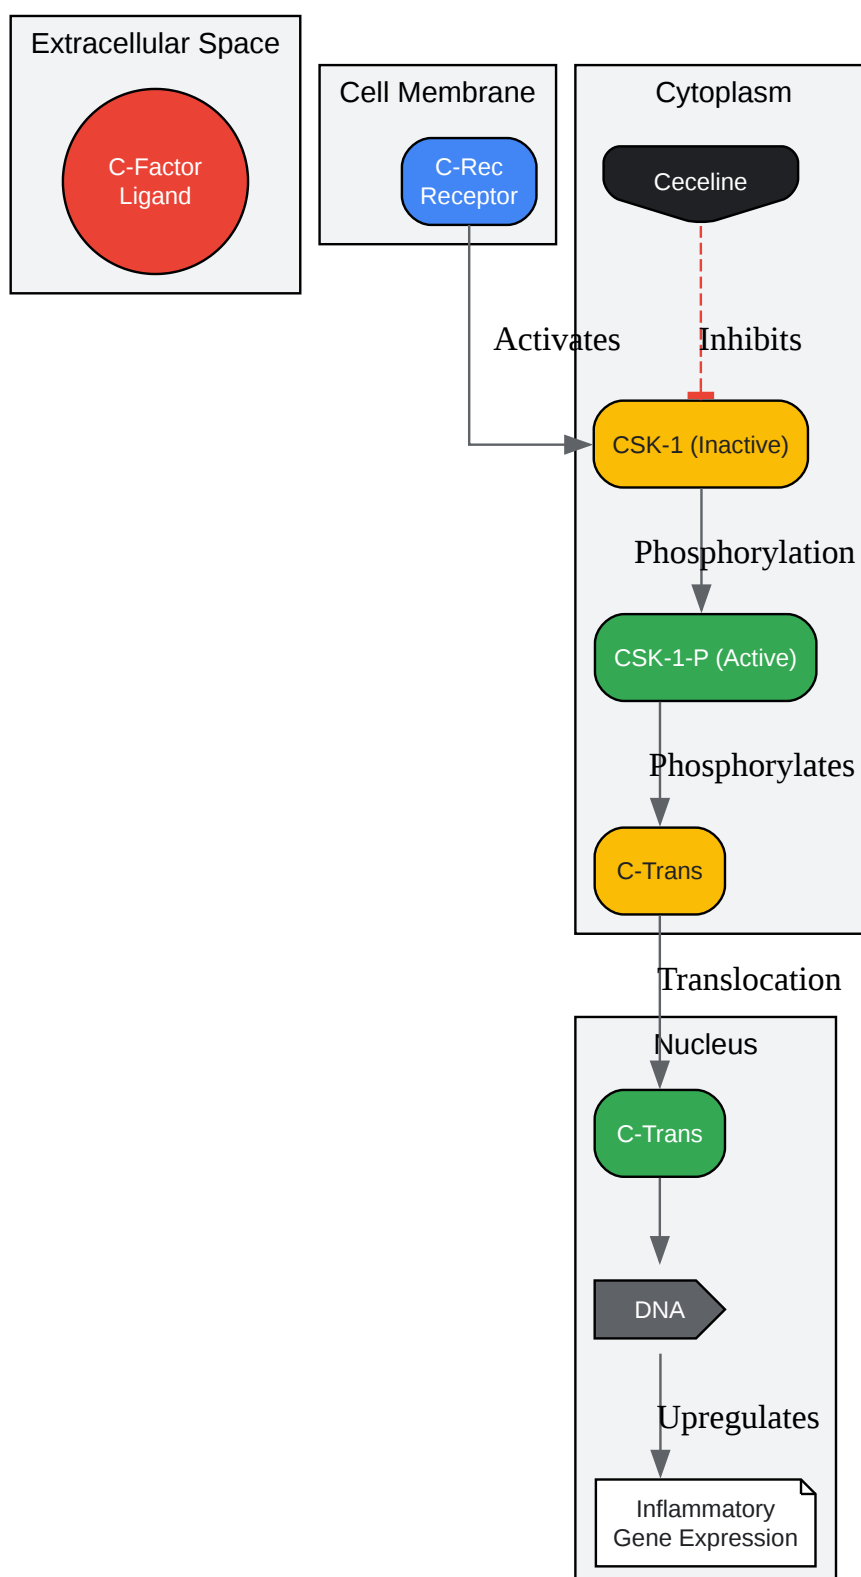 Extracellular Space
C-Factor
Ligand
Cell Membrane
C-Rec
Receptor
Cytoplasm
Ceceline
Activates
Inhibits
CSK-1 (Inactive)
Phosphorylation
CSK-1-P (Active)
Phosphorylates
C-Trans
Translocation
Nucleus
C-Trans
DNA
Upregulates
Inflammatory
Gene Expression